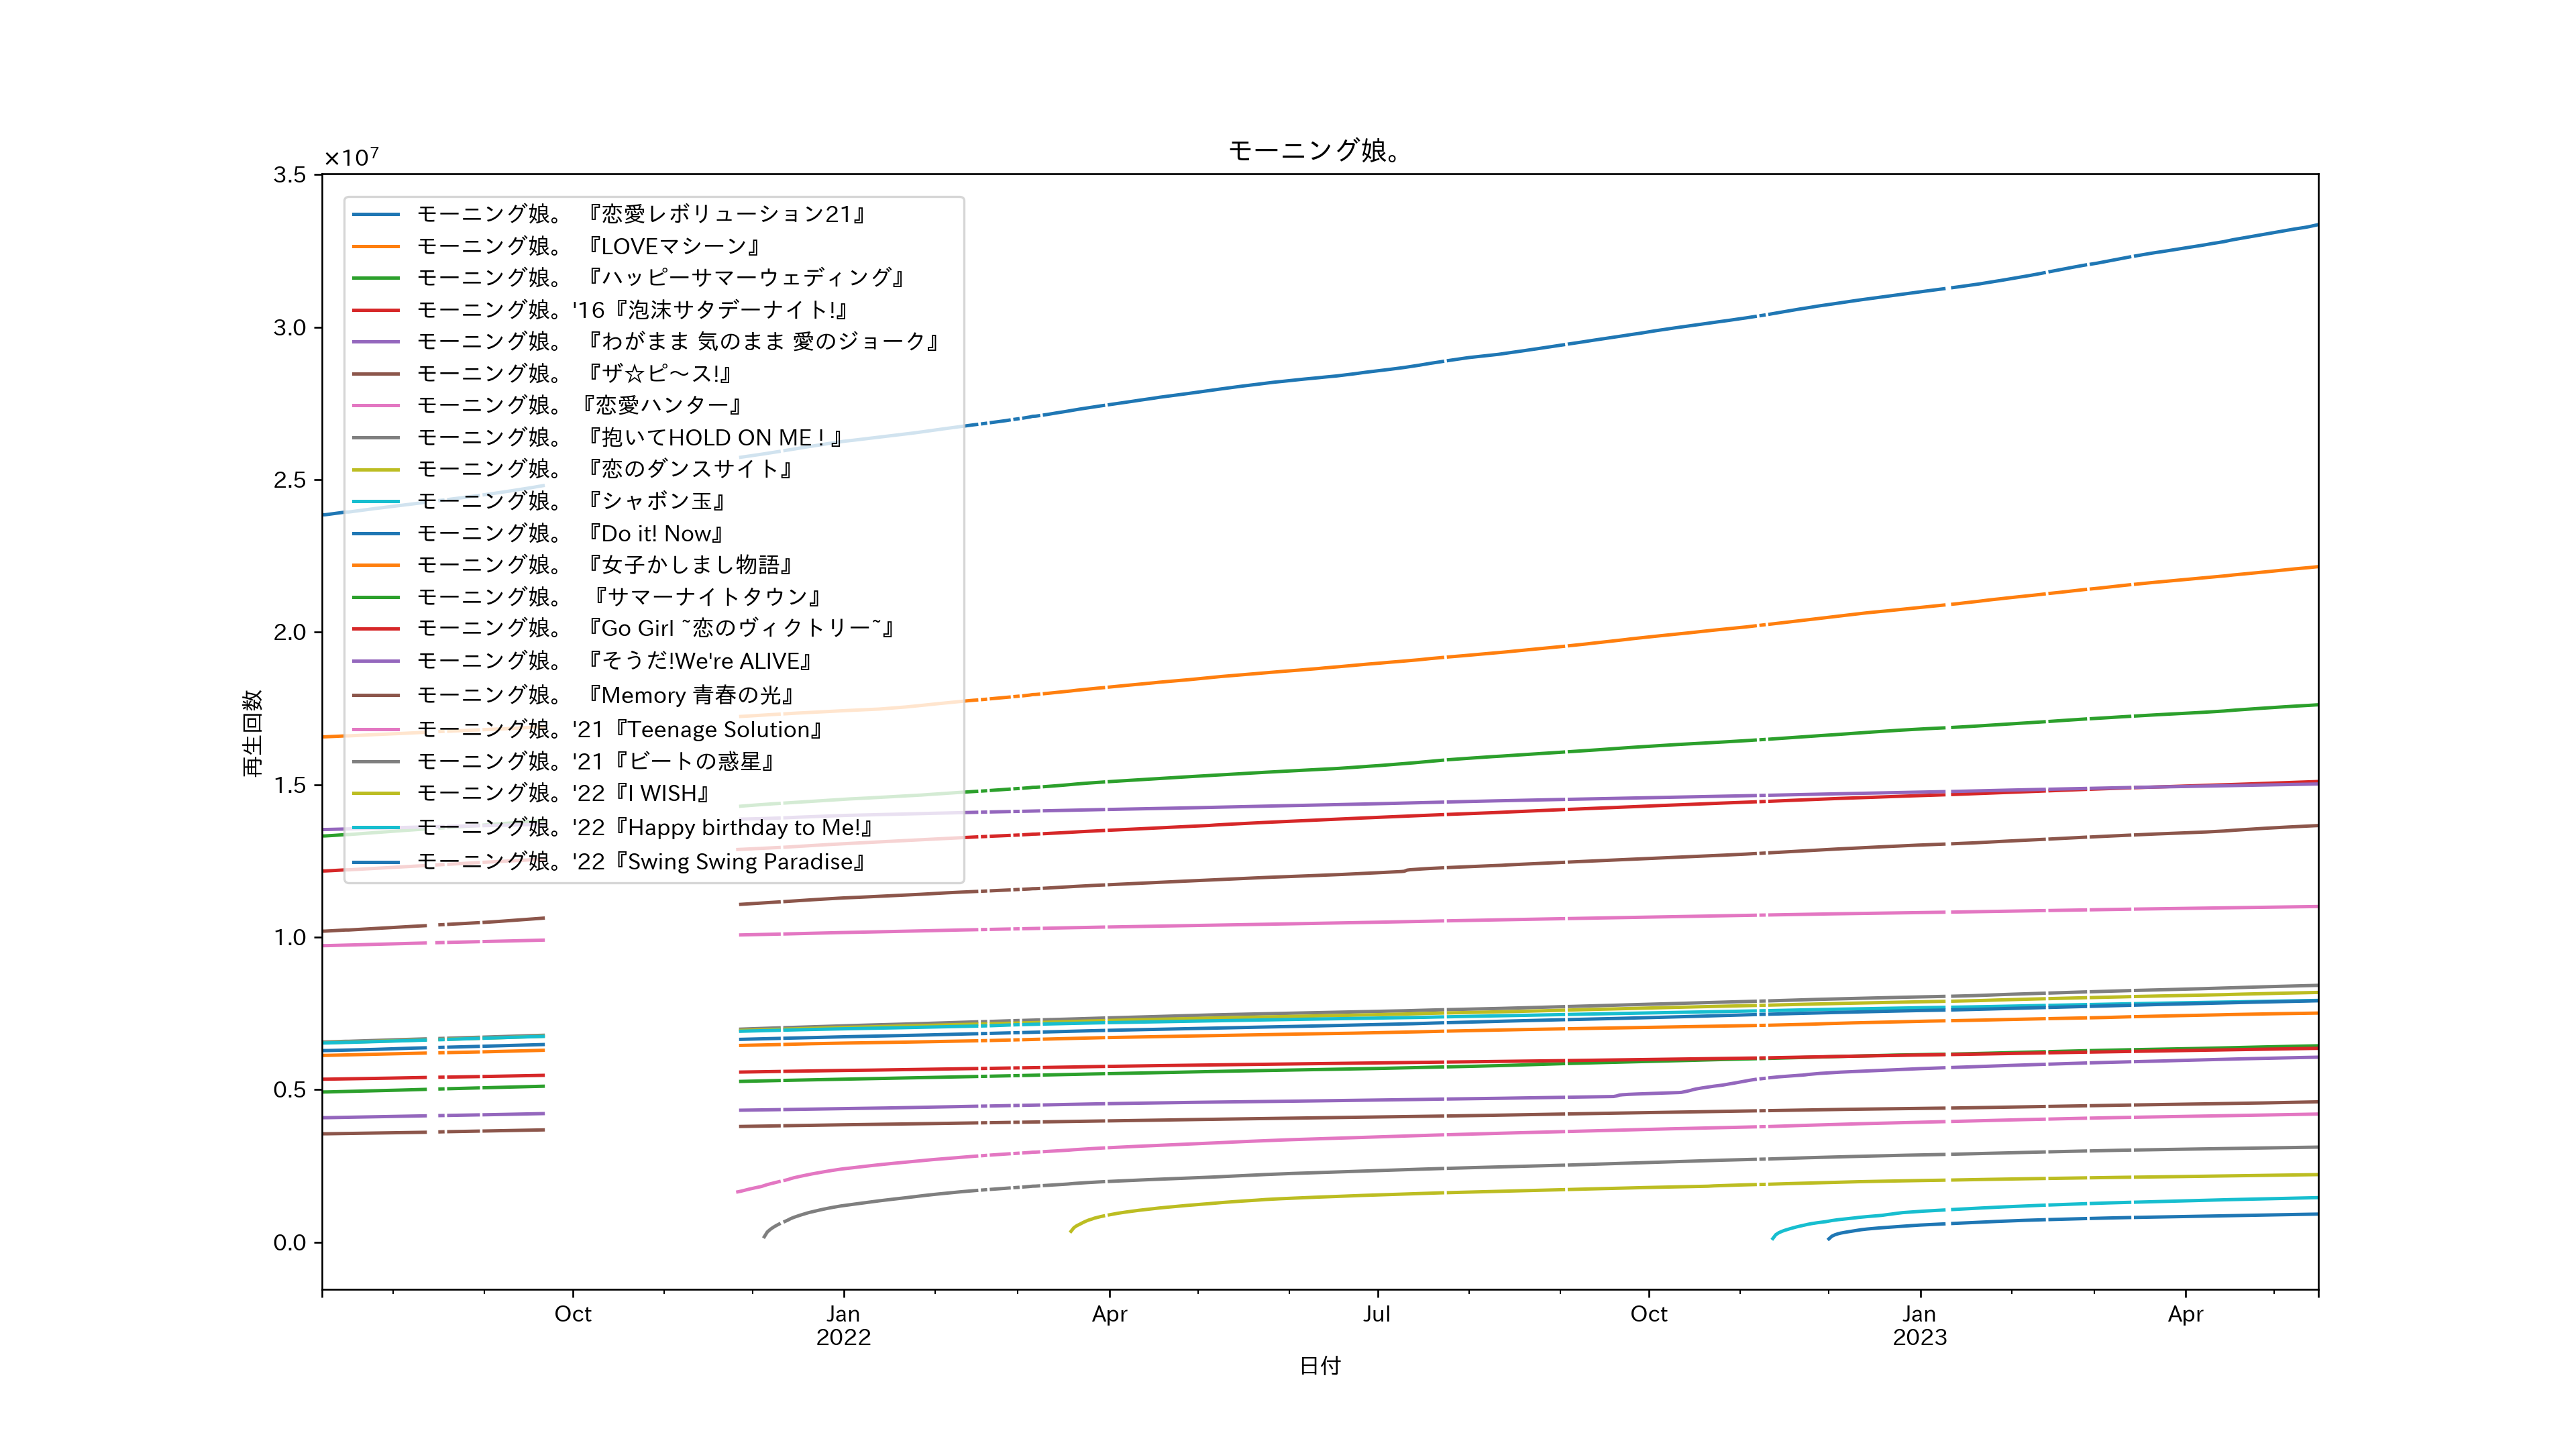 モーニング娘。
×10⁷
3.5
3.0
2.5
2.0
1.5
1.0
0.5
0.0
再生回数
モーニング娘。 『恋愛レボリューション21』
モーニング娘。 『LOVEマシーン』
モーニング娘。 『ハッピーサマーウェディング』
モーニング娘。'16『泡沫サタデーナイト!』
モーニング娘。 『わがまま 気のまま 愛のジョーク』
モーニング娘。 『ザ☆ピ〜ス!』
モーニング娘。『恋愛ハンター』
モーニング娘。 『抱いてHOLD ON ME ! 』
モーニング娘。 『恋のダンスサイト』
モーニング娘。 『シャボン玉』
モーニング娘。 『Do it! Now』
モーニング娘。 『女子かしまし物語』
モーニング娘。  『サマーナイトタウン』
モーニング娘。 『Go Girl ~恋のヴィクトリー~』
モーニング娘。 『そうだ!We're ALIVE』
モーニング娘。 『Memory 青春の光』
モーニング娘。'21『Teenage Solution』
モーニング娘。'21『ビートの惑星』
モーニング娘。'22『I WISH』
モーニング娘。'22『Happy birthday to Me!』
モーニング娘。'22『Swing Swing Paradise』
Oct Jan Apr Jul Oct Jan Apr
2022 2023
日付